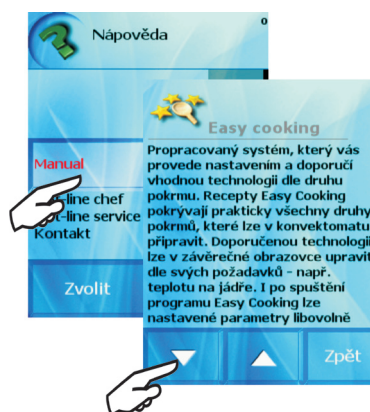 Nápověda
Manual
-line chef
t-line service
Kontakt
Zvolit
Easy cooking
Propracovaný systém, který vás
provede nastavením a doporučí
vhodnou technologii dle druhu
pokrmu. Recepty Easy Cooking
pokrývají prakticky všechny druhy
pokrmů, které lze v konvektomatu
připravit. Doporučenou technologii
lze v závěrečné obrazovce upravit
dle svých požadavků - např.
teplotu na jádře. I po spuštění
programu Easy Cooking lze
nastavené parametry libovolně
Zpět